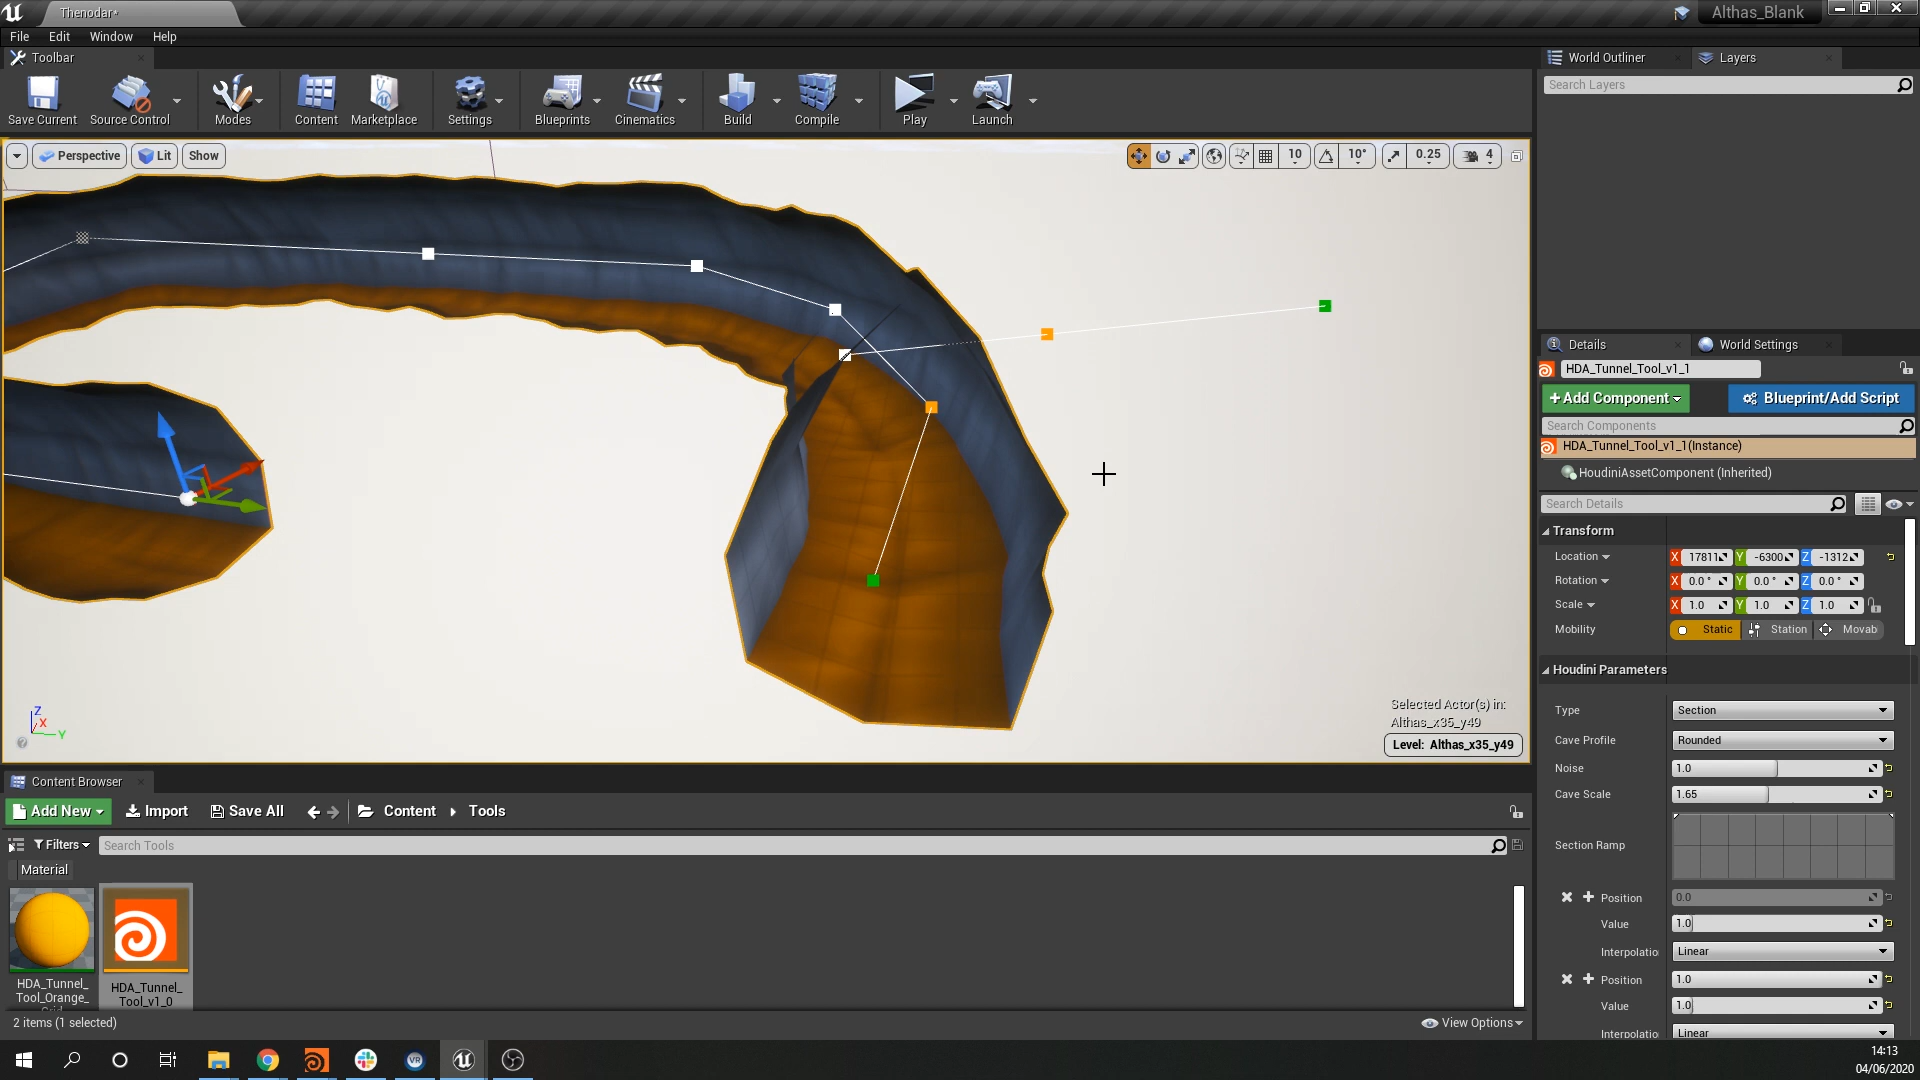 Thenodar*
Althas_Blank
File Edit Window Help
Toolbar
Save Current Source Control Modes Content Marketplace Settings Blueprints Cinematics Build Compile Play Launch
Perspective Lit Show
10 10° 0.25 4
Z
X
Y
Selected Actor(s) in:
Althas_x35_y49
Level: Althas_x35_y49
World Outliner Layers
Search Layers
Details World Settings
HDA_Tunnel_Tool_v1_1
+Add Component Blueprint/Add Script
Search Components
HDA_Tunnel_Tool_v1_1(Instance)
HoudiniAssetComponent (Inherited)
Search Details
Transform
Location X 17811 Y -6300 Z -1312
Rotation X 0.0 ° Y 0.0 ° Z 0.0 °
Scale X 1.0 Y 1.0 Z 1.0
Mobility Static Station Movab
Houdini Parameters
Type Section
Cave Profile Rounded
Noise 1.0
Cave Scale 1.65
Section Ramp
Position 0.0
Value 1.0
Interpolatio Linear
Position 1.0
Value 1.0
Interpolatio Linear
Content Browser
Add New Import Save All Content Tools
Filters Search Tools
Material
HDA_Tunnel_
Tool_Orange_
HDA_Tunnel_
Tool_v1_0
2 items (1 selected)
View Options
14:13
04/06/2020